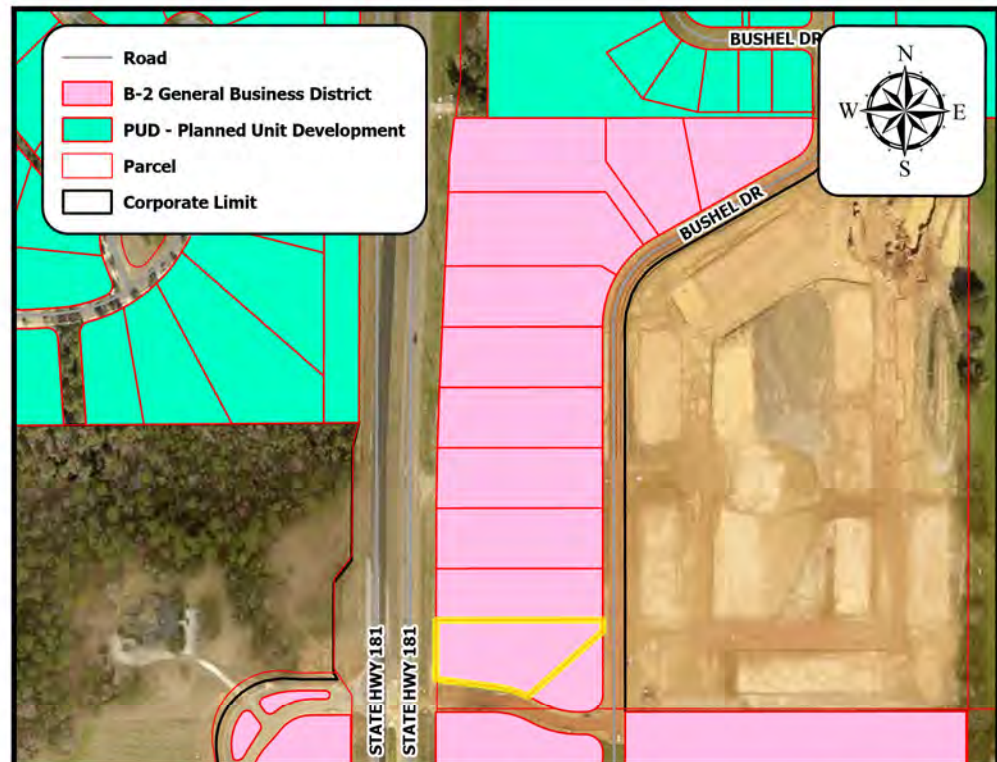 Road
B-2 General Business District
PUD - Planned Unit Development
Parcel
Corporate Limit
BUSHEL DR
N
W E
S
BUSHEL DR
STATE HWY 181
STATE HWY 181